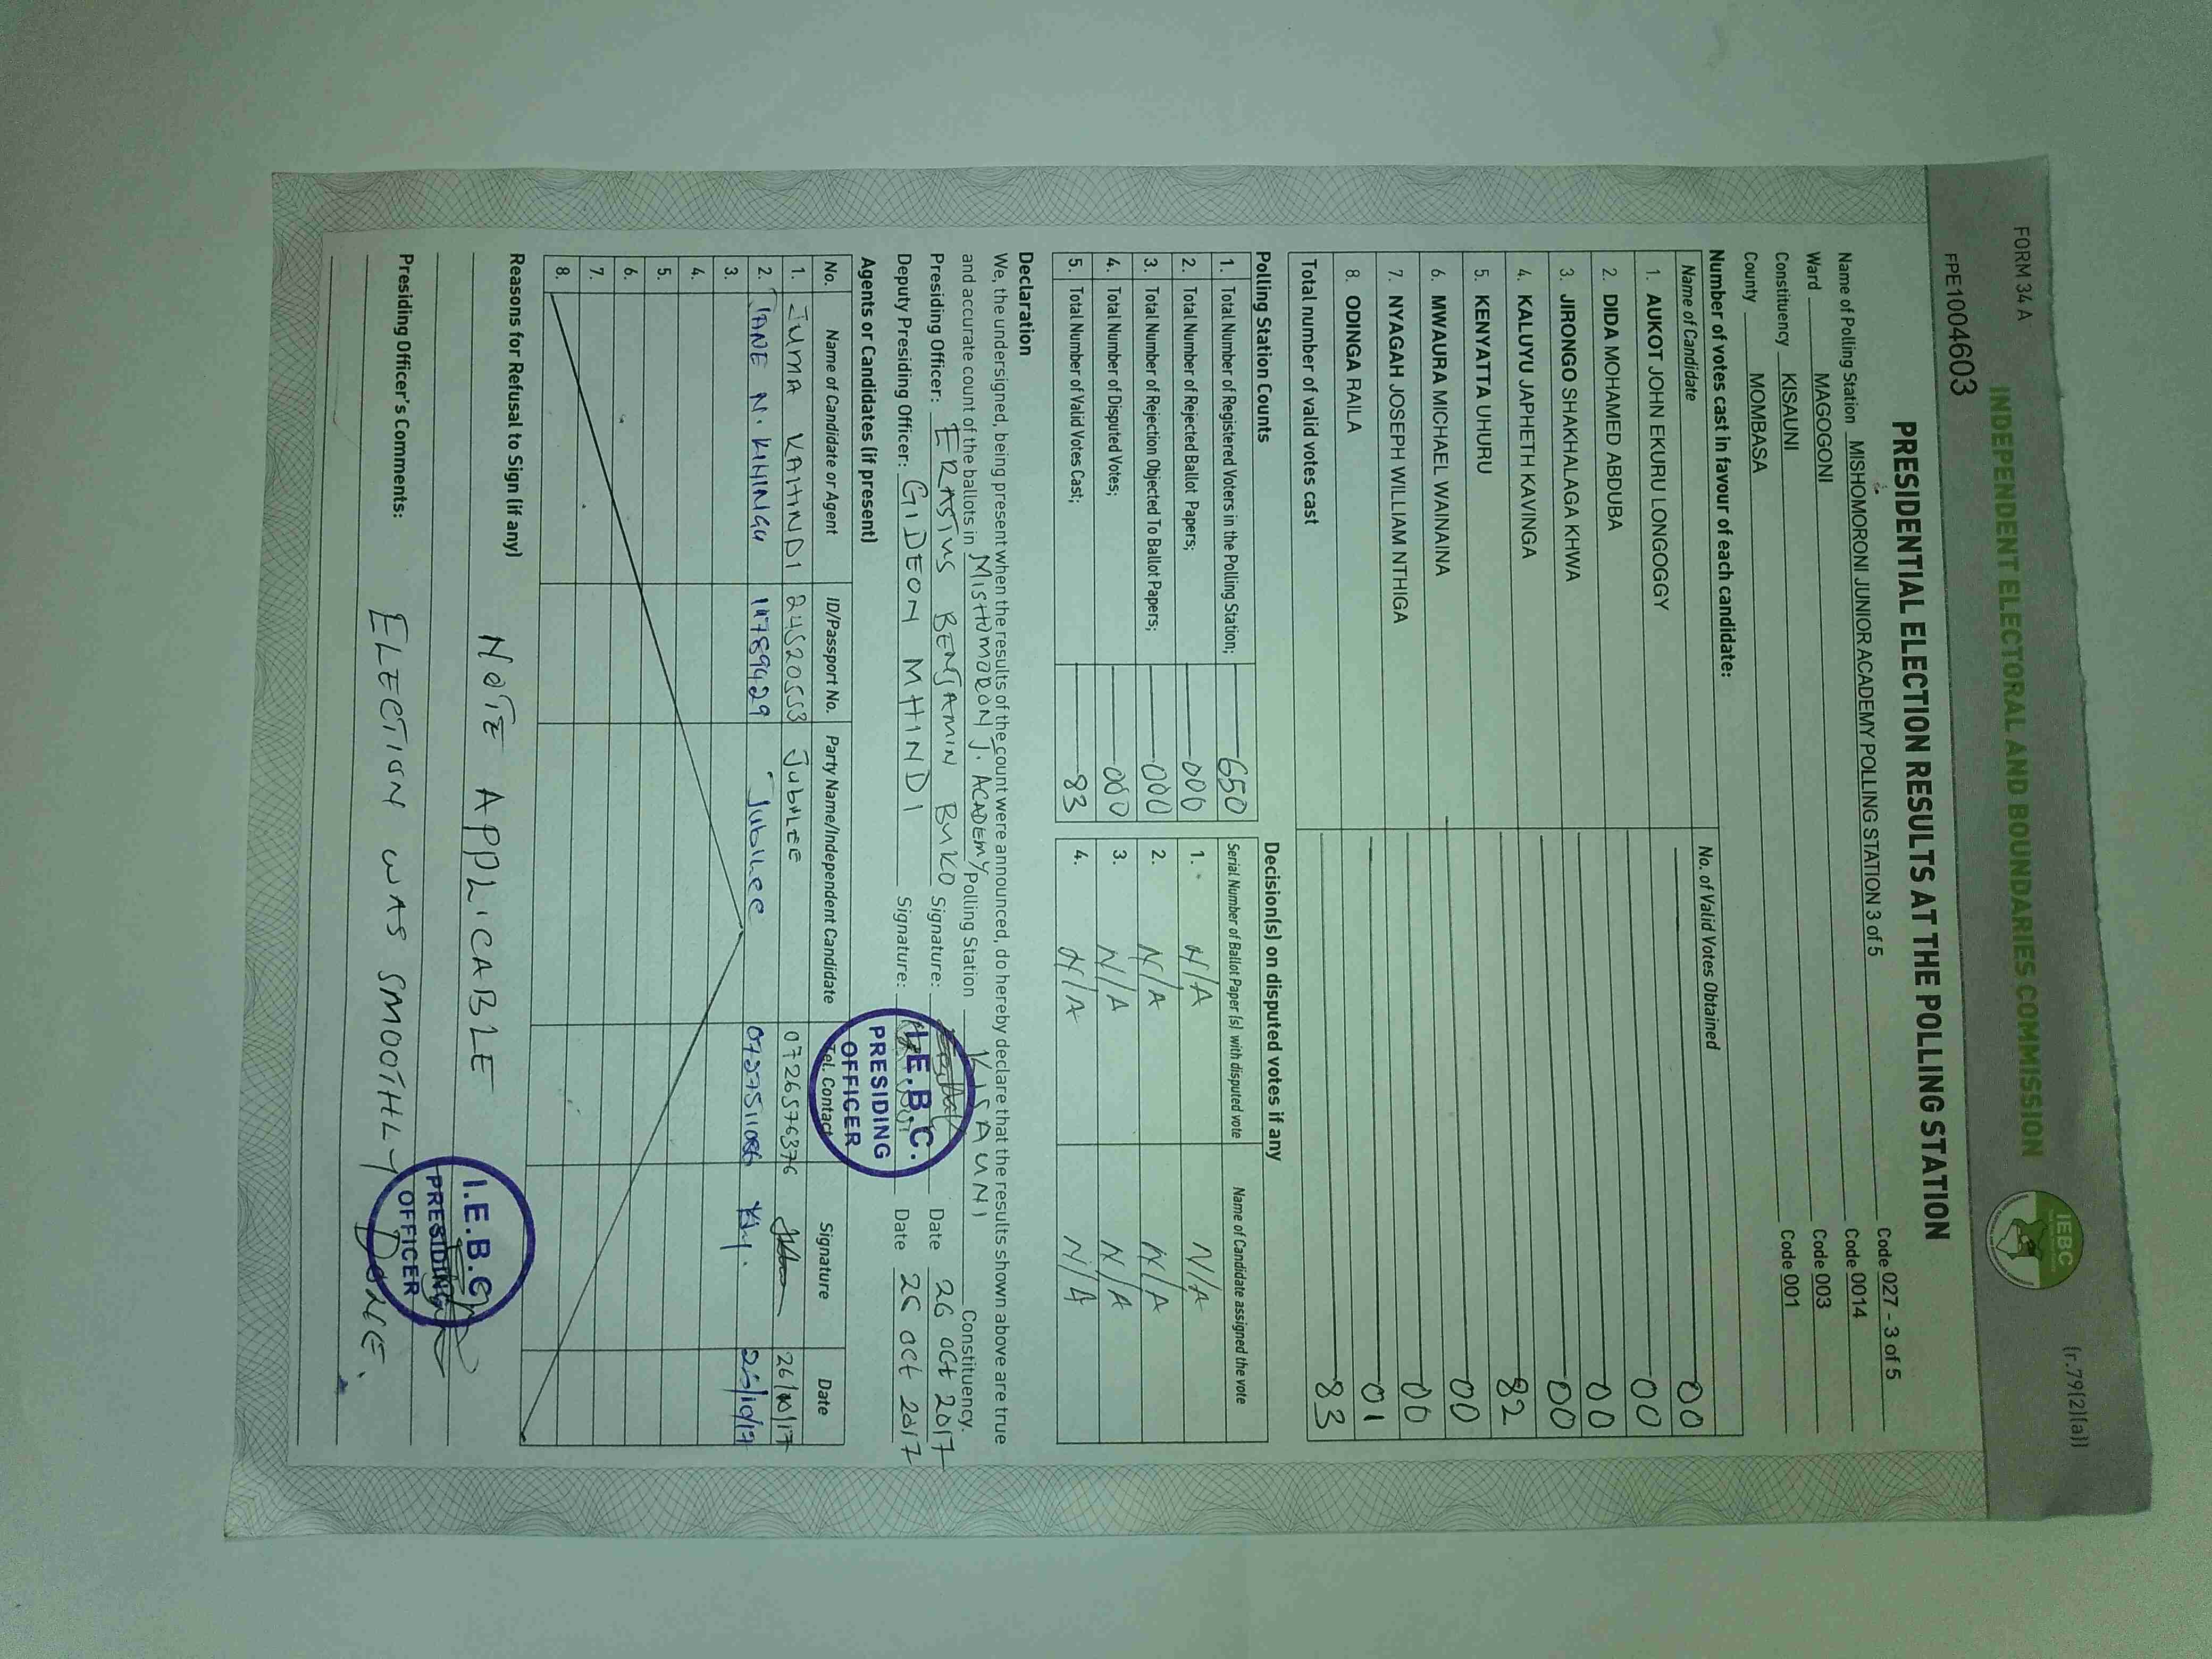 FORM 34 A
(r.79(2)(a))
INDEPENDENT ELECTORAL AND BOUNDARIES COMMISSION
IEBC
FPE1004603
PRESIDENTIAL ELECTION RESULTS AT THE POLLING STATION
Name of Polling Station MISHOMORONI JUNIOR ACADEMY POLLING STATION 3 of 5 Code 027 - 3 of 5
Ward MAGOGONI Code 0014
Constituency KISAUNI Code 003
County MOMBASA Code 001
Number of votes cast in favour of each candidate:
Name of Candidate No. of Valid Votes Obtained
1. AUKOT JOHN EKURU LONGOGGY 00
2. DIDA MOHAMED ABDUBA 00
3. JIRONGO SHAKHALAGA KHWA 00
4. KALUYU JAPHETH KAVINGA 00
5. KENYATTA UHURU 82
6. MWAURA MICHAEL WAINAINA 00
7. NYAGAH JOSEPH WILLIAM NTHIGA 00
8. ODINGA RAILA 01
Total number of valid votes cast 83
Polling Station Counts
1. Total Number of Registered Voters in the Polling Station; 650
2. Total Number of Rejected Ballot Papers; 000
3. Total Number of Rejection Objected To Ballot Papers; 000
4. Total Number of Disputed Votes; 000
5. Total Number of Valid Votes Cast; 83
Decision(s) on disputed votes if any
Serial Number of Ballot Paper (s) with disputed vote Name of Candidate assigned the vote
1. N/A N/A
2. N/A N/A
3. N/A N/A
4. N/A N/A
Declaration
We, the undersigned, being present when the results of the count were announced, do hereby declare that the results shown above are true
and accurate count of the ballots in MISHOMORONI J. ACADEMY Polling Station KISAUNI Constituency.
Presiding Officer: ERASTUS BENJAMIN BUKO Signature: Date 26 OCT 2017
Deputy Presiding Officer: GIDEON MHINDI Signature: Date 26 OCT 2017
I.E.B.C.
PRESIDING
OFFICER
Agents or Candidates (if present)
No. Name of Candidate or Agent ID/Passport No. Party Name/Independent Candidate Tel. Contact Signature Date
1. JUMA KAHINDI 24520553 JUBILEE 0726576376 26/10/17
2. JANE N. KIHINGU Jubilee 26/10/17
3.
4.
5.
6.
7.
8.
Reasons for Refusal to Sign (if any) NOTE APPLICABLE
Presiding Officer's Comments: ELECTION WAS SMOOTHLY DONE.
I.E.B.C.
PRESIDING
OFFICER